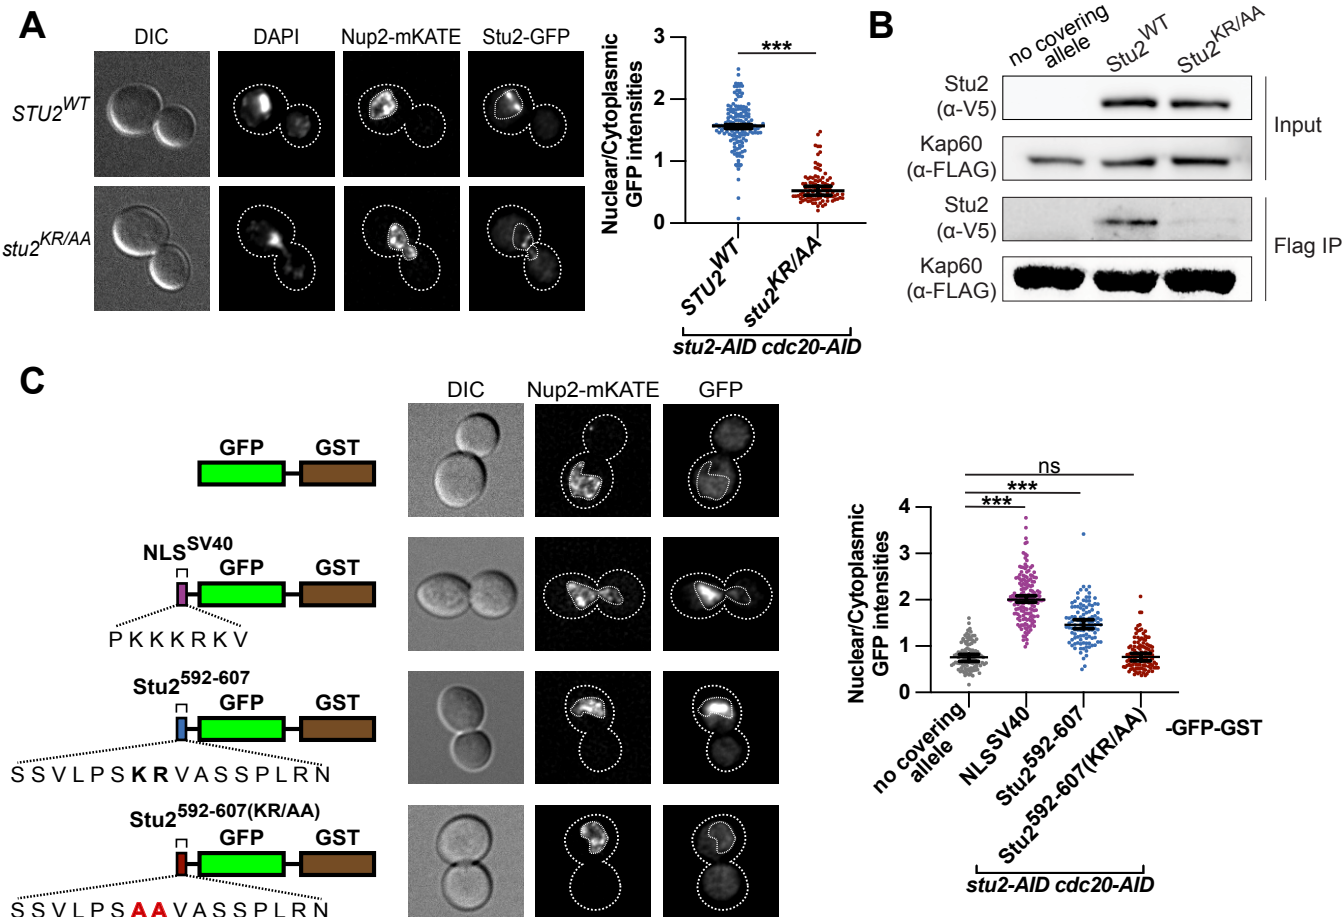 A
DIC
DAPI
Nup2-mKATE
Stu2-GFP
STU2^WT
stu2^KR/AA
Nuclear/Cytoplasmic
GFP intensities
3
2
1
0
***
STU2^WT
stu2^KR/AA
stu2-AID cdc20-AID
B
no covering
allele
Stu2^WT
Stu2^KR/AA
Stu2
(α-V5)
Kap60
(α-FLAG)
Input
Stu2
(α-V5)
Kap60
(α-FLAG)
Flag IP
C
DIC
Nup2-mKATE
GFP
GFP
GST
NLS^SV40
GFP
GST
P K K K R K V
Stu2^592-607
GFP
GST
S S V L P S K R V A S S P L R N
Stu2^592-607(KR/AA)
GFP
GST
S S V L P S A A V A S S P L R N
Nuclear/Cytoplasmic
GFP intensities
4
3
2
1
0
ns
***
***
no covering
allele
NLS^SV40
Stu2^592-607
Stu2^592-607(KR/AA)
-GFP-GST
stu2-AID cdc20-AID